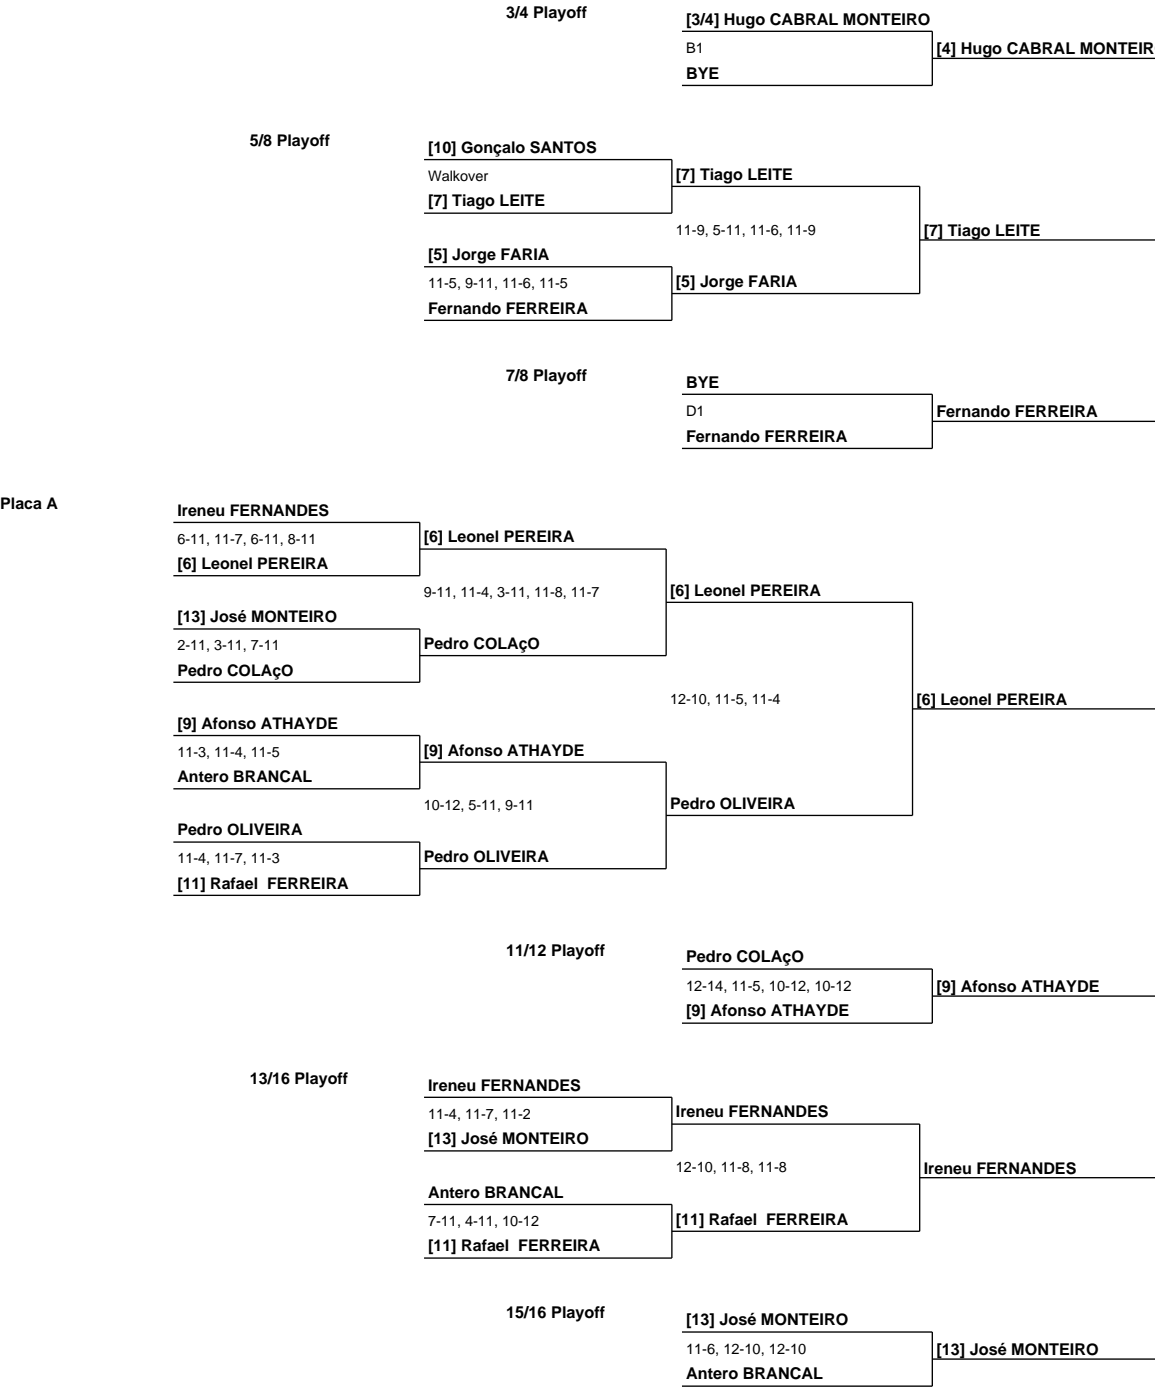 3/4 Playoff
[3/4] Hugo CABRAL MONTEIRO
B1
[4] Hugo CABRAL MONTEIR
BYE
5/8 Playoff
[10] Gonçalo SANTOS
Walkover
[7] Tiago LEITE
[7] Tiago LEITE
11-9, 5-11, 11-6, 11-9
[7] Tiago LEITE
[5] Jorge FARIA
11-5, 9-11, 11-6, 11-5
[5] Jorge FARIA
Fernando FERREIRA
7/8 Playoff
BYE
D1
Fernando FERREIRA
Fernando FERREIRA
Placa A
Ireneu FERNANDES
6-11, 11-7, 6-11, 8-11
[6] Leonel PEREIRA
[6] Leonel PEREIRA
9-11, 11-4, 3-11, 11-8, 11-7
[6] Leonel PEREIRA
[13] José MONTEIRO
2-11, 3-11, 7-11
Pedro COLAçO
Pedro COLAçO
12-10, 11-5, 11-4
[6] Leonel PEREIRA
[9] Afonso ATHAYDE
11-3, 11-4, 11-5
[9] Afonso ATHAYDE
Antero BRANCAL
10-12, 5-11, 9-11
Pedro OLIVEIRA
Pedro OLIVEIRA
11-4, 11-7, 11-3
Pedro OLIVEIRA
[11] Rafael  FERREIRA
11/12 Playoff
Pedro COLAçO
12-14, 11-5, 10-12, 10-12
[9] Afonso ATHAYDE
[9] Afonso ATHAYDE
13/16 Playoff
Ireneu FERNANDES
11-4, 11-7, 11-2
Ireneu FERNANDES
[13] José MONTEIRO
12-10, 11-8, 11-8
Ireneu FERNANDES
Antero BRANCAL
7-11, 4-11, 10-12
[11] Rafael  FERREIRA
[11] Rafael  FERREIRA
15/16 Playoff
[13] José MONTEIRO
11-6, 12-10, 12-10
[13] José MONTEIRO
Antero BRANCAL